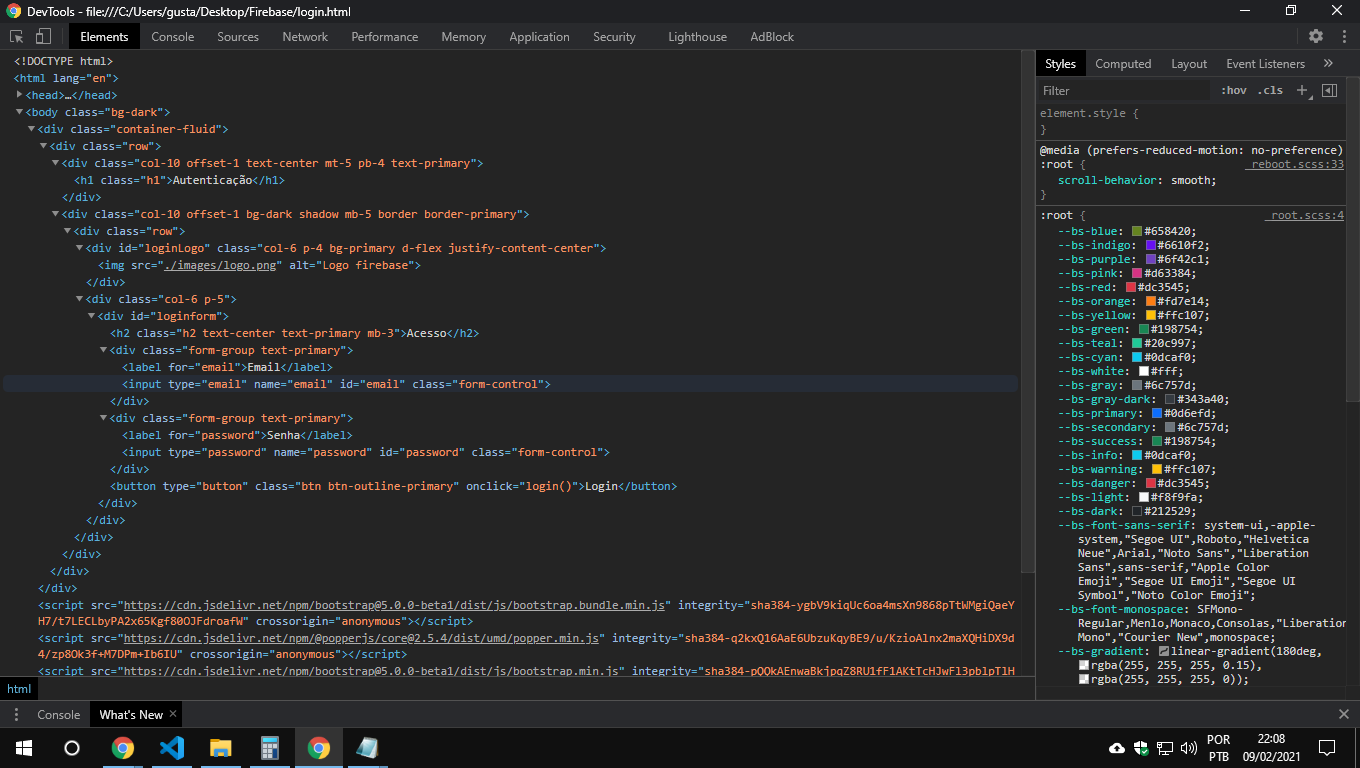 DevTools - file:///C:/Users/gusta/Desktop/Firebase/login.html
Elements Console Sources Network Performance Memory Application Security Lighthouse AdBlock
<!DOCTYPE html>
<html lang="en">
<head>…</head>
<body class="bg-dark">
<div class="container-fluid">
<div class="row">
<div class="col-10 offset-1 text-center mt-5 pb-4 text-primary">
<h1 class="h1">Autenticação</h1>
</div>
<div class="col-10 offset-1 bg-dark shadow mb-5 border border-primary">
<div class="row">
<div id="loginLogo" class="col-6 p-4 bg-primary d-flex justify-content-center">
<img src="./images/logo.png" alt="Logo firebase">
</div>
<div class="col-6 p-5">
<div id="loginform">
<h2 class="h2 text-center text-primary mb-3">Acesso</h2>
<div class="form-group text-primary">
<label for="email">Email</label>
<input type="email" name="email" id="email" class="form-control">
</div>
<div class="form-group text-primary">
<label for="password">Senha</label>
<input type="password" name="password" id="password" class="form-control">
</div>
<button type="button" class="btn btn-outline-primary" onclick="login()">Login</button>
</div>
</div>
</div>
</div>
</div>
</div>
<script src="https://cdn.jsdelivr.net/npm/bootstrap@5.0.0-beta1/dist/js/bootstrap.bundle.min.js" integrity="sha384-ygbV9kiqUc6oa4msXn9868pTtWMgiQaeY
H7/t7LECLbyPA2x65Kgf80OJFdroafW" crossorigin="anonymous"></script>
<script src="https://cdn.jsdelivr.net/npm/@popperjs/core@2.5.4/dist/umd/popper.min.js" integrity="sha384-q2kxQ16AaE6UbzuKqyBE9/u/KzioAlnx2maXQHiDX9d
4/zp8Ok3f+M7DPm+Ib6IU" crossorigin="anonymous"></script>
<script src="https://cdn.jsdelivr.net/npm/bootstrap@5.0.0-beta1/dist/js/bootstrap.min.js" integrity="sha384-pQQkAEnwaBkjpqZ8RU1fF1AKtTcHJwFl3pblpTlH
html
Styles Computed Layout Event Listeners »
Filter :hov .cls +
element.style {
}
@media (prefers-reduced-motion: no-preference)
:root { _reboot.scss:33
scroll-behavior: smooth;
}
:root { _root.scss:4
--bs-blue: #658420;
--bs-indigo: #6610f2;
--bs-purple: #6f42c1;
--bs-pink: #d63384;
--bs-red: #dc3545;
--bs-orange: #fd7e14;
--bs-yellow: #ffc107;
--bs-green: #198754;
--bs-teal: #20c997;
--bs-cyan: #0dcaf0;
--bs-white: #fff;
--bs-gray: #6c757d;
--bs-gray-dark: #343a40;
--bs-primary: #0d6efd;
--bs-secondary: #6c757d;
--bs-success: #198754;
--bs-info: #0dcaf0;
--bs-warning: #ffc107;
--bs-danger: #dc3545;
--bs-light: #f8f9fa;
--bs-dark: #212529;
--bs-font-sans-serif: system-ui,-apple-
system,"Segoe UI",Roboto,"Helvetica
Neue",Arial,"Noto Sans","Liberation
Sans",sans-serif,"Apple Color
Emoji","Segoe UI Emoji","Segoe UI
Symbol","Noto Color Emoji";
--bs-font-monospace: SFMono-
Regular,Menlo,Monaco,Consolas,"Liberation
Mono","Courier New",monospace;
--bs-gradient: linear-gradient(180deg,
rgba(255, 255, 255, 0.15),
rgba(255, 255, 255, 0));
Console What's New ×
POR
PTB
22:08
09/02/2021